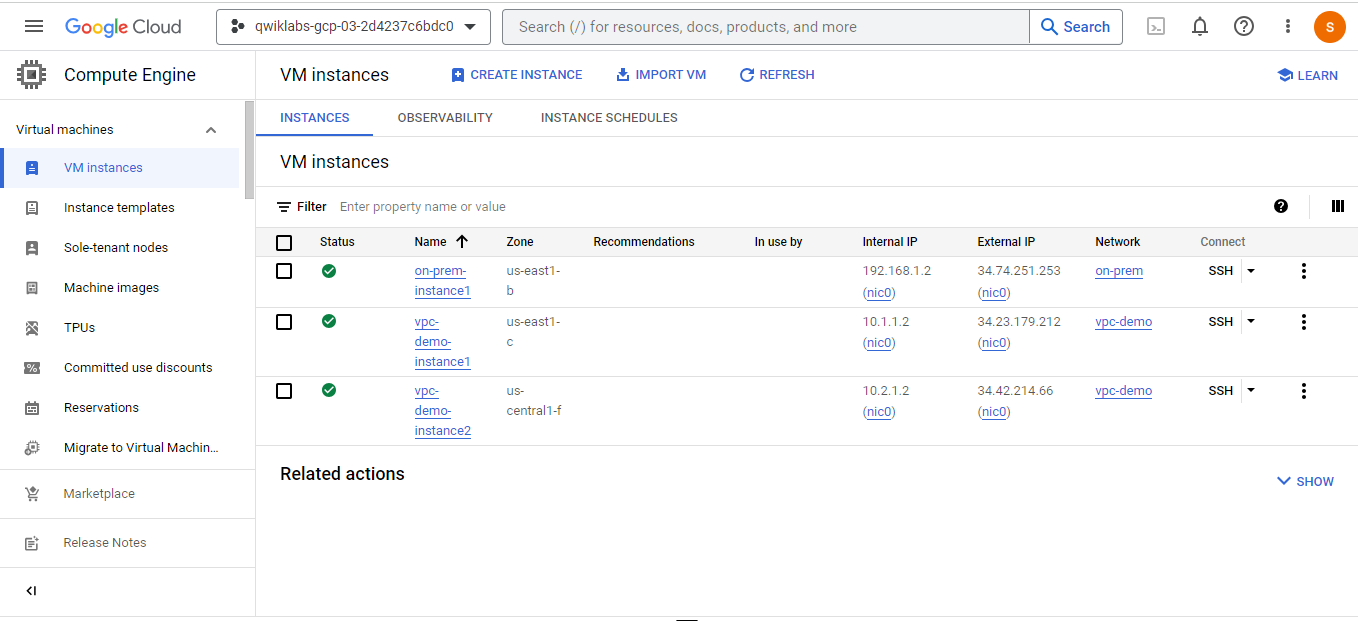 Google Cloud
qwiklabs-gcp-03-2d4237c6bdc0
Search (/) for resources, docs, products, and more
Search
S
Compute Engine
VM instances
CREATE INSTANCE
IMPORT VM
REFRESH
LEARN
Virtual machines
VM instances
Instance templates
Sole-tenant nodes
Machine images
TPUs
Committed use discounts
Reservations
Migrate to Virtual Machin...
Marketplace
Release Notes
INSTANCES OBSERVABILITY INSTANCE SCHEDULES
VM instances
Filter Enter property name or value
Status Name Zone Recommendations In use by Internal IP External IP Network Connect
on-prem- us-east1- 192.168.1.2 34.74.251.253 on-prem SSH
instance1 b (nic0) (nic0)
vpc- us-east1- 10.1.1.2 34.23.179.212 vpc-demo SSH
demo- c (nic0) (nic0)
instance1
vpc- us- 10.2.1.2 34.42.214.66 vpc-demo SSH
demo- central1-f (nic0) (nic0)
instance2
Related actions
SHOW